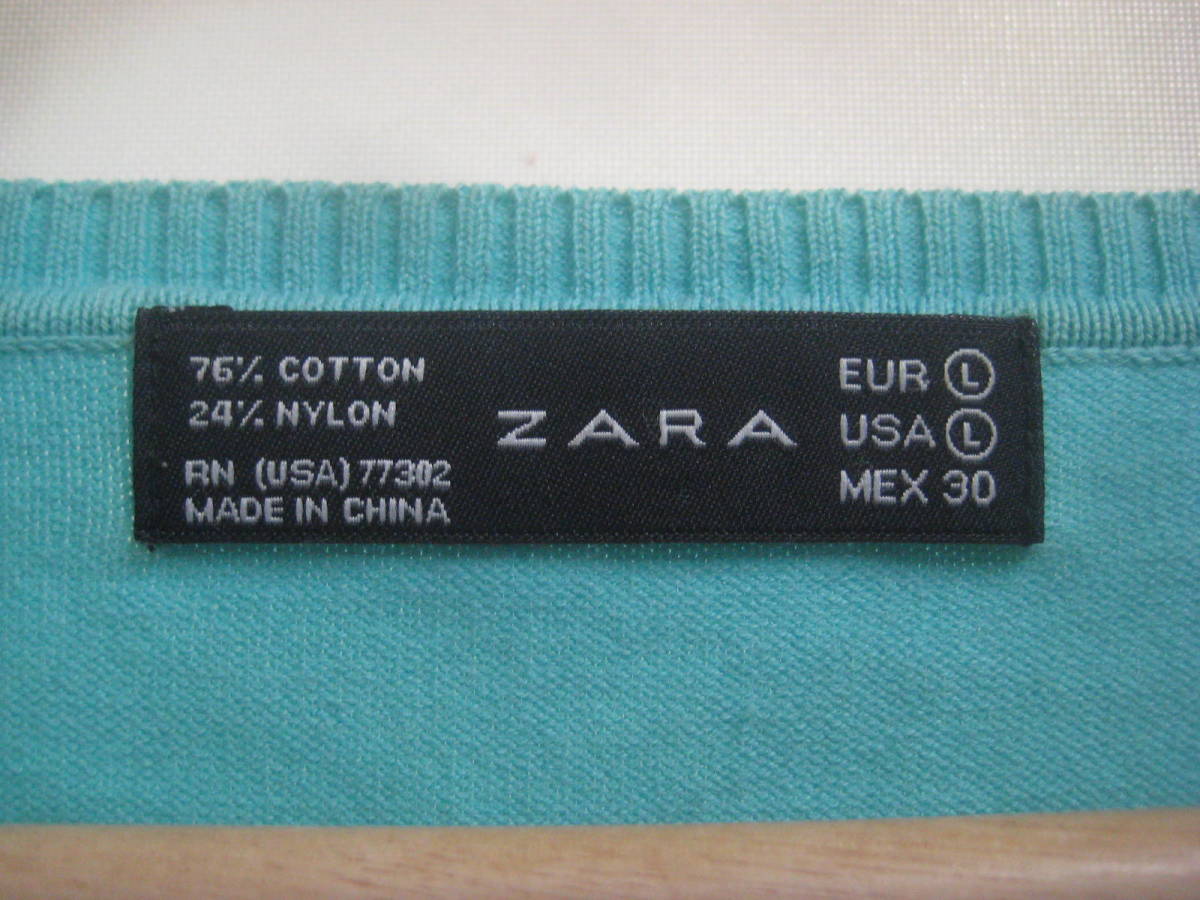 76% COTTON
24% NYLON
RN (USA) 77302
MADE IN CHINA
ZARA
EUR L
USA L
MEX 30